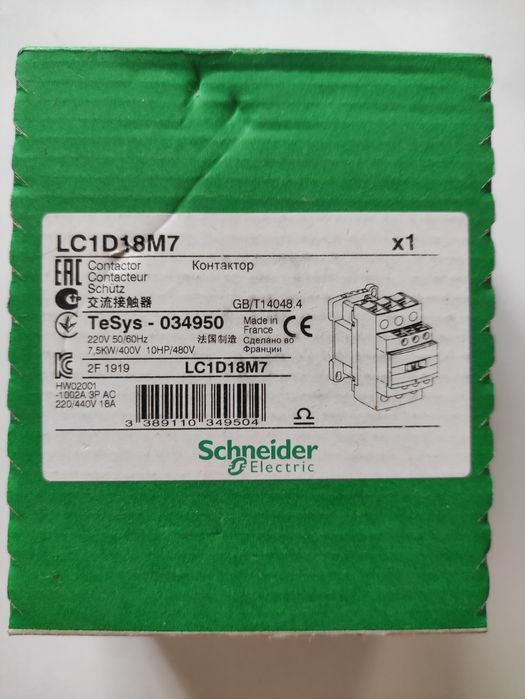 LC1D18M7 x1
EAC Contactor Контактор
Contacteur
Schütz
交流接触器 GB/T14048.4
TeSys - 034950 Made in France CE
220V 50/60Hz 法国制造 Сделано во Франции
7,5KW/400V 10HP/480V
2F 1919 LC1D18M7
HW02001
-1002A 3P AC
220/440V 18A
3 389110 349504
Schneider
Electric